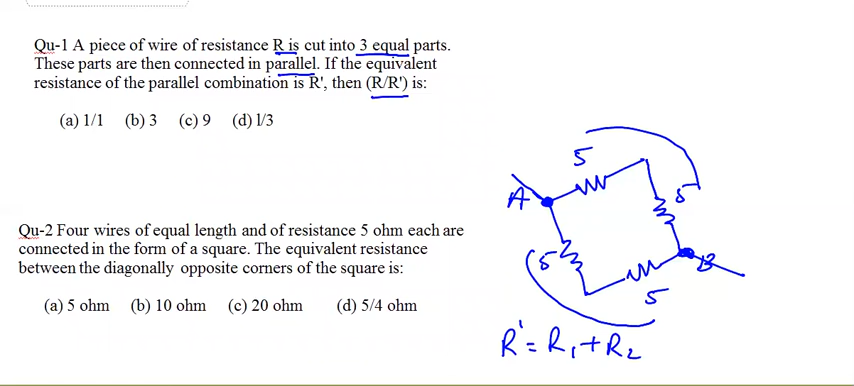 Qu-1 A piece of wire of resistance R is cut into 3 equal parts.
These parts are then connected in parallel. If the equivalent
resistance of the parallel combination is R', then (R/R') is:
(a) 1/1 (b) 3 (c) 9 (d) 1/3
Qu-2 Four wires of equal length and of resistance 5 ohm each are
connected in the form of a square. The equivalent resistance
between the diagonally opposite corners of the square is:
(a) 5 ohm (b) 10 ohm (c) 20 ohm (d) 5/4 ohm
5
A
5
5
B
5
R' = R₁ + R₂